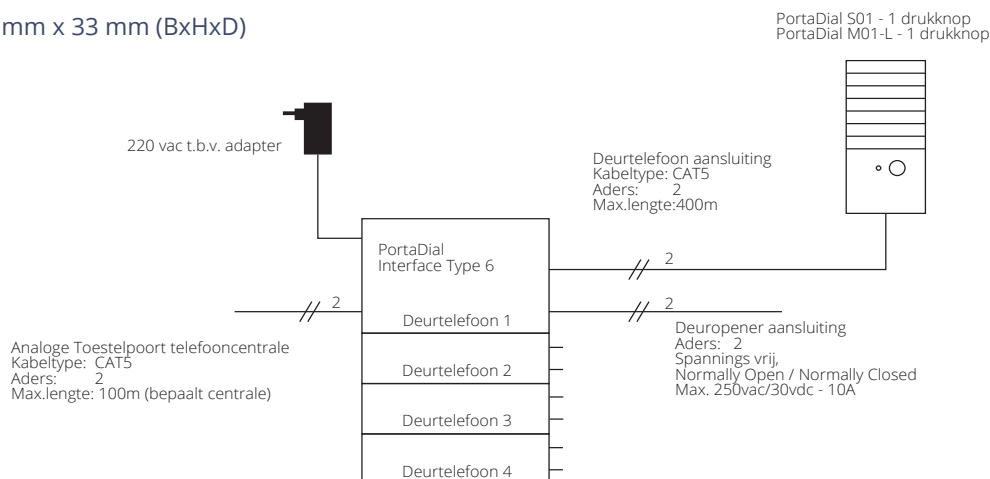 mm x 33 mm (BxHxD)
PortaDial S01 - 1 drukknop
PortaDial M01-L - 1 drukknop
220 vac t.b.v. adapter
Deurtelefoon aansluiting
Kabeltype: CAT5
Aders: 2
Max.lengte:400m
PortaDial
Interface Type 6
2
2
2
Deurtelefoon 1
Deuropener aansluiting
Aders: 2
Spannings vrij,
Normally Open / Normally Closed
Max. 250vac/30vdc - 10A
Analoge Toestelpoort telefooncentrale
Kabeltype: CAT5
Aders: 2
Max.lengte: 100m (bepaalt centrale)
Deurtelefoon 2
Deurtelefoon 3
Deurtelefoon 4